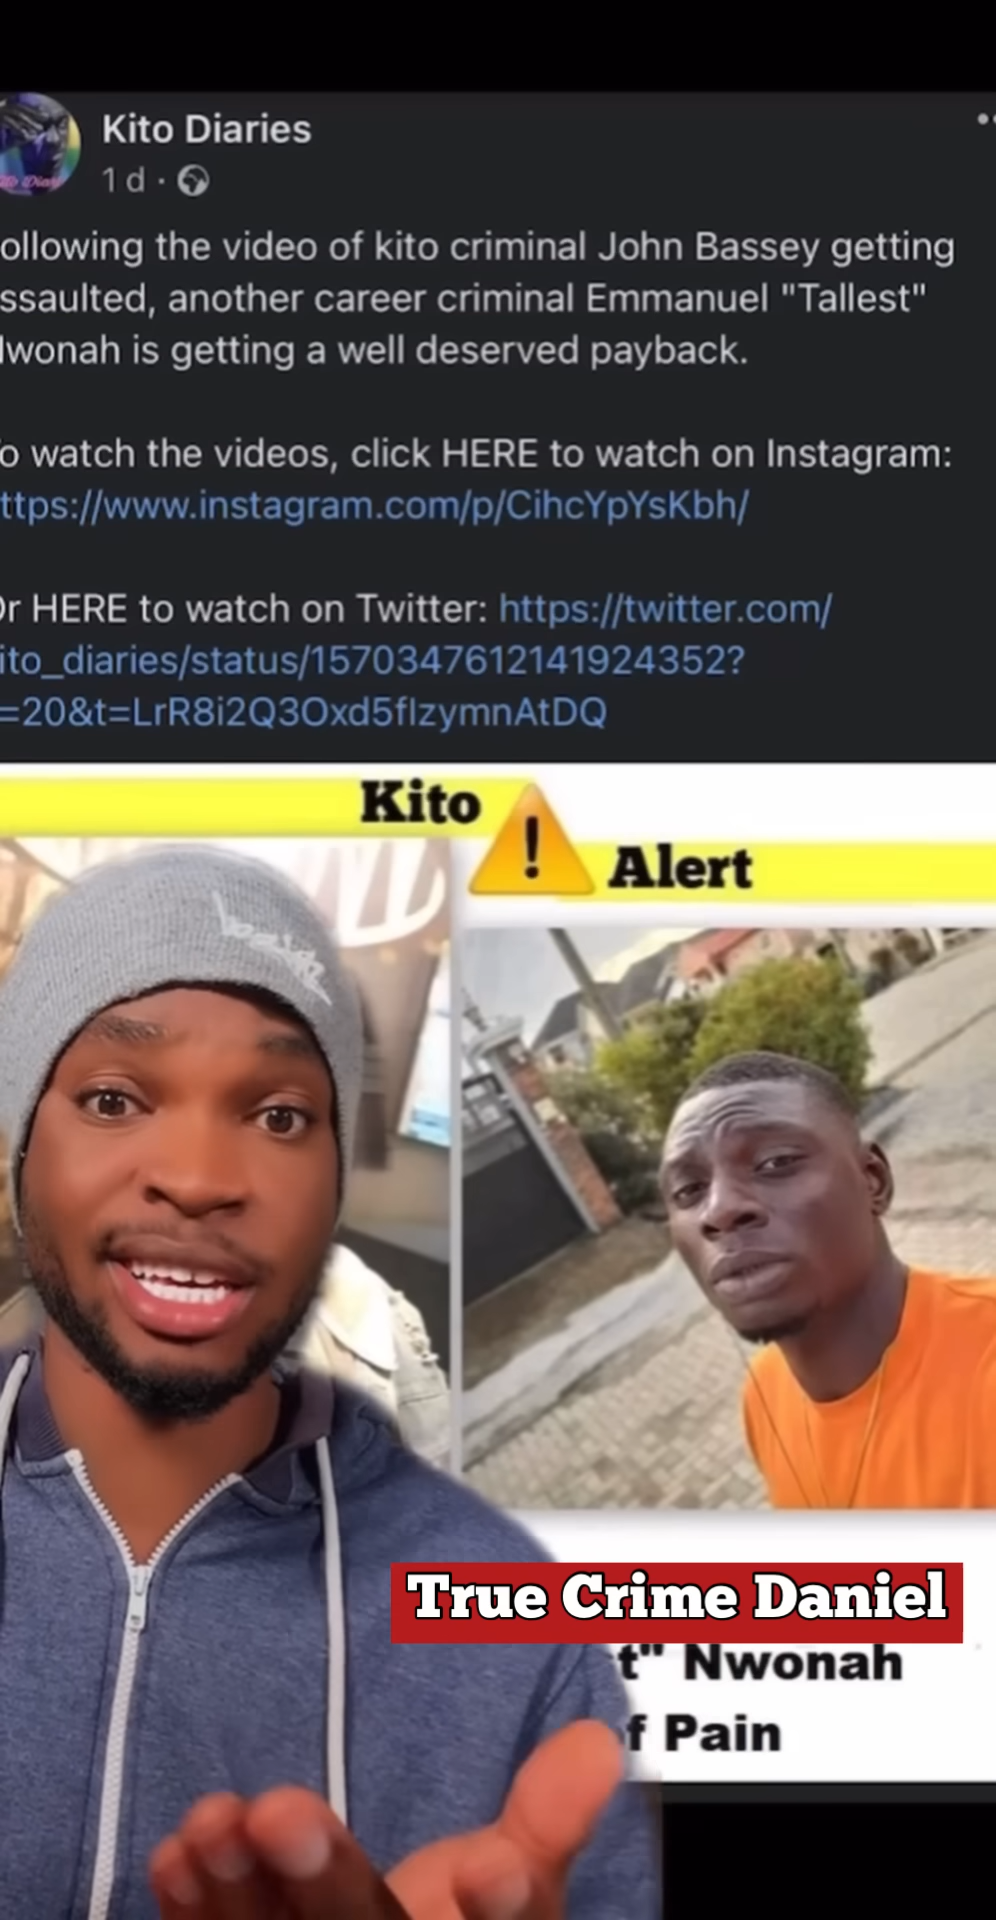 Kito Diaries
1 d ·
ollowing the video of kito criminal John Bassey getting
ssaulted, another career criminal Emmanuel "Tallest"
wonah is getting a well deserved payback.
o watch the videos, click HERE to watch on Instagram:
ttps://www.instagram.com/p/CihcYpYsKbh/
Or HERE to watch on Twitter: https://twitter.com/
ito_diaries/status/1570347612141924352?
=20&t=LrR8i2Q3Oxd5flzymnAtDQ
Kito
!
Alert
True Crime Daniel
t" Nwonah
f Pain